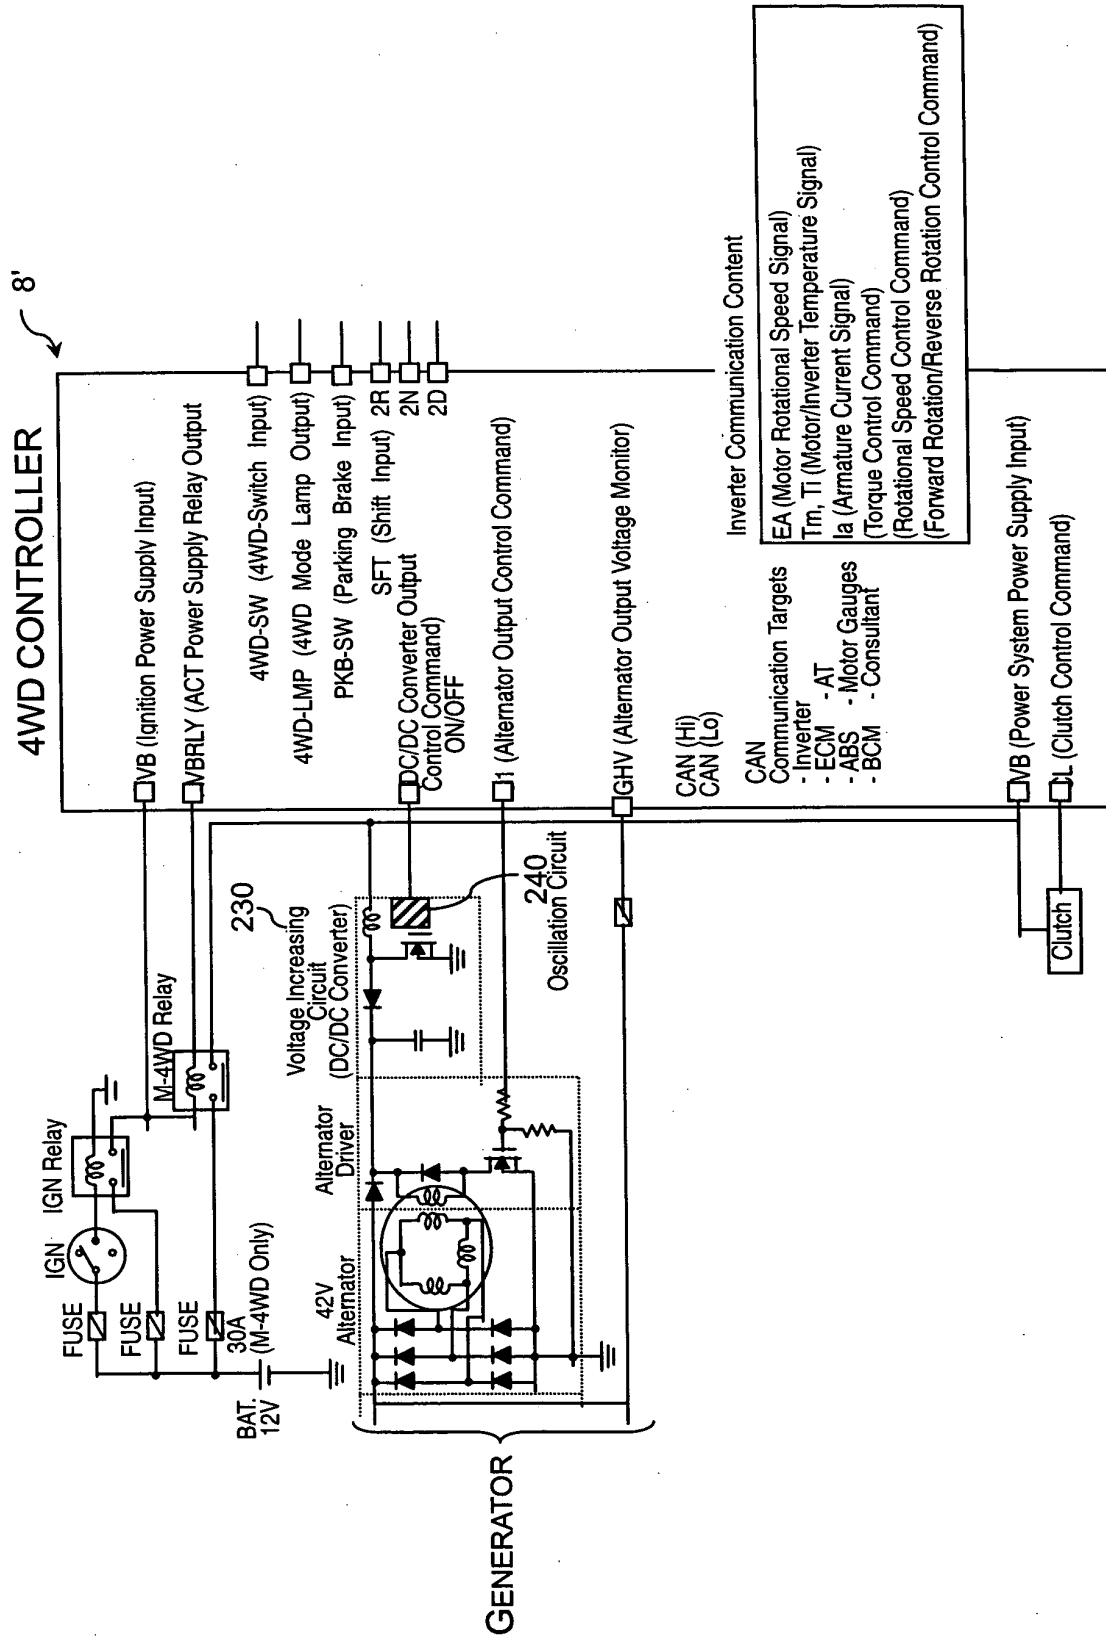 4WD CONTROLLER
8'
IVB (Ignition Power Supply Input)
VBRLY (ACT Power Supply Relay Output
4WD-SW (4WD-Switch Input)
4WD-LMP (4WD Mode Lamp Output)
PKB-SW (Parking Brake Input)
SFT (Shift Input)
2R
2N
2D
DC/DC Converter Output
Control Command)
ON/OFF
(Alternator Output Control Command)
GHV (Alternator Output Voltage Monitor)
CAN (Hi)
CAN (Lo)
CAN
Communication Targets
- Inverter
- ECM - AT
- ABS - Motor Gauges
- BCM - Consultant
Inverter Communication Content
EA (Motor Rotational Speed Signal)
Tm, Ti (Motor/Inverter Temperature Signal)
Ia (Armature Current Signal)
(Torque Control Command)
(Rotational Speed Control Command)
(Forward Rotation/Reverse Rotation Control Command)
VB (Power System Power Supply Input)
CL (Clutch Control Command)
Clutch
IGN Relay
M-4WD Relay
IGN
FUSE
FUSE
FUSE
30A
(M-4WD Only)
BAT.
12V
230
Voltage Increasing
Circuit
(DC/DC Converter)
240
Oscillation Circuit
Alternator
Driver
42V
Alternator
GENERATOR